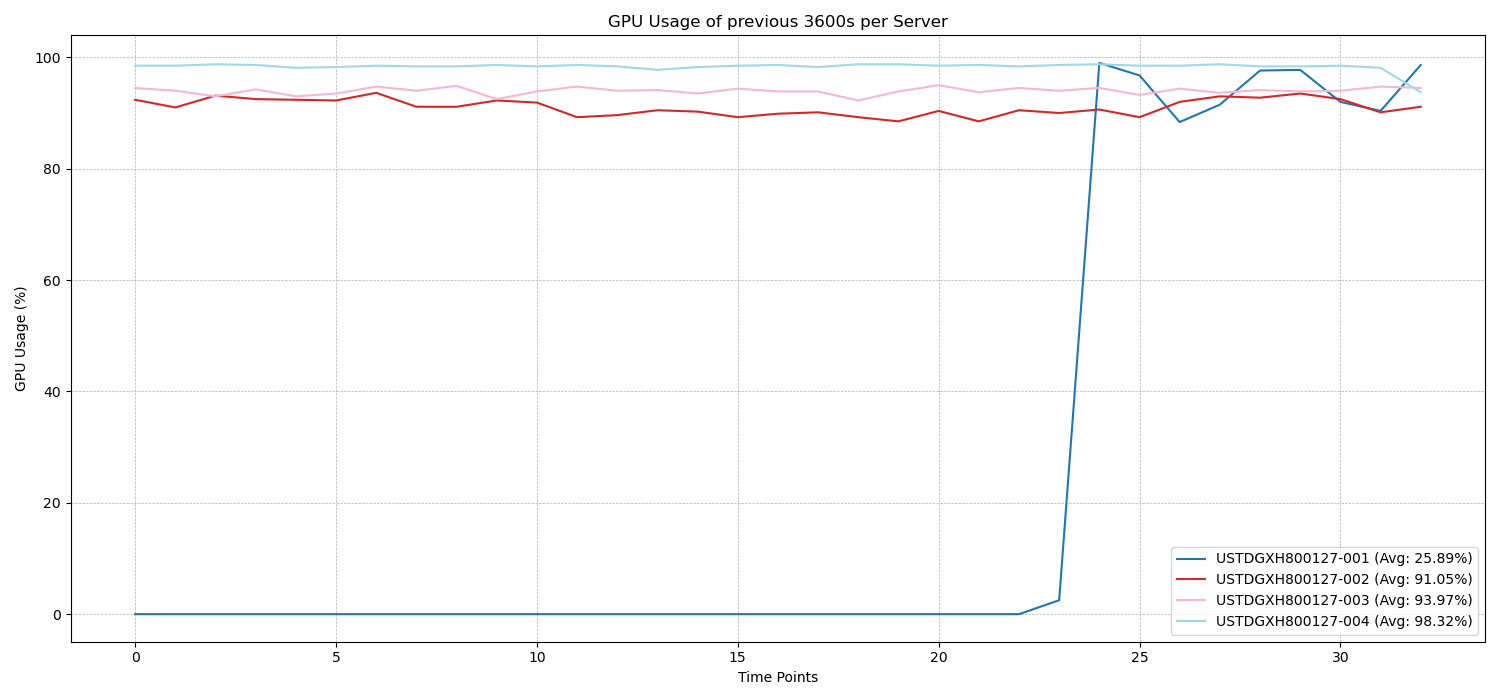 GPU Usage of previous 3600s per Server
100
80
60
40
20
0
GPU Usage (%)
USTDGXH800127-001 (Avg: 25.89%)
USTDGXH800127-002 (Avg: 91.05%)
USTDGXH800127-003 (Avg: 93.97%)
USTDGXH800127-004 (Avg: 98.32%)
0 5 10 15 20 25 30
Time Points